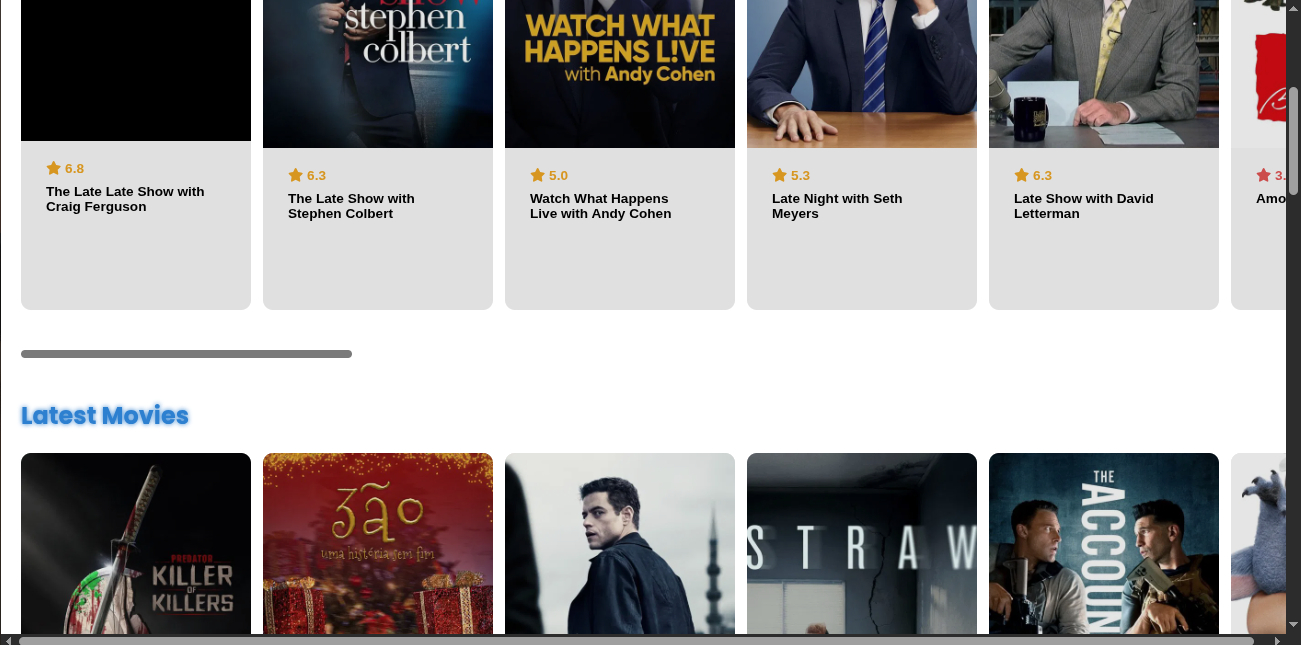 stephen
colbert
WATCH WHAT
HAPPENS L!VE
with Andy Cohen
6.8
The Late Late Show with
Craig Ferguson
6.3
The Late Show with
Stephen Colbert
5.0
Watch What Happens
Live with Andy Cohen
5.3
Late Night with Seth
Meyers
6.3
Late Show with David
Letterman
3.
Amo
Latest Movies
PREDATOR
KILLER
OF
KILLERS
3ão
uma história sem fim
STRAW
THE
ACCOUN